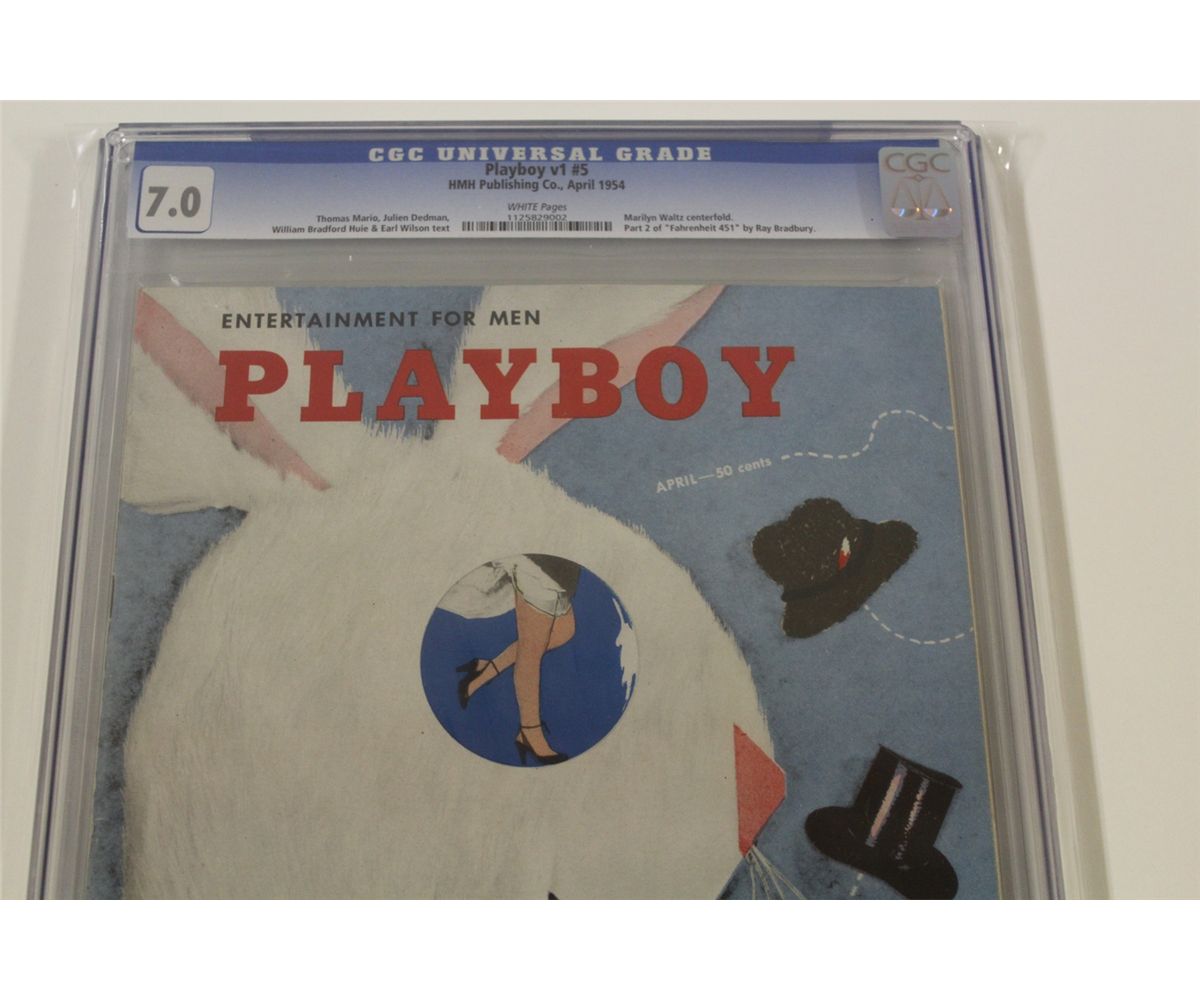 CGC UNIVERSAL GRADE
7.0
Playboy v1 #5
HMH Publishing Co., April 1954
WHITE Pages
1125829002
Thomas Mario, Julien Dedman,
William Bradford Huie & Earl Wilson text
Marilyn Waltz centerfold.
Part 2 of "Fahrenheit 451" by Ray Bradbury.
CGC
ENTERTAINMENT FOR MEN
PLAYBOY
APRIL—50 cents